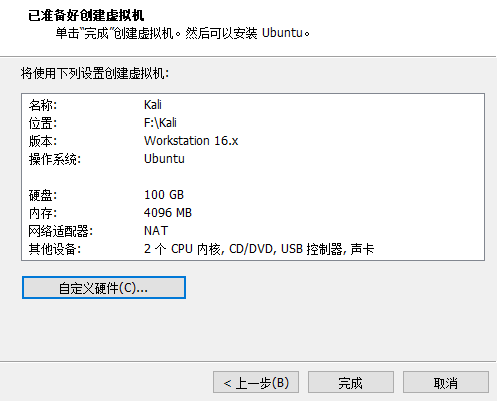 已准备好创建虚拟机
单击“完成”创建虚拟机。然后可以安装 Ubuntu。
将使用下列设置创建虚拟机:
名称: Kali
位置: F:\Kali
版本: Workstation 16.x
操作系统: Ubuntu
硬盘: 100 GB
内存: 4096 MB
网络适配器: NAT
其他设备: 2 个 CPU 内核, CD/DVD, USB 控制器, 声卡
自定义硬件(C)...
< 上一步(B) 完成 取消